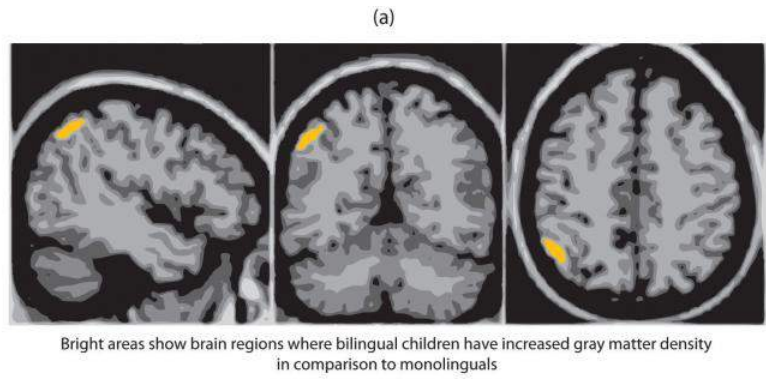 (a)
Bright areas show brain regions where bilingual children have increased gray matter density
in comparison to monolinguals